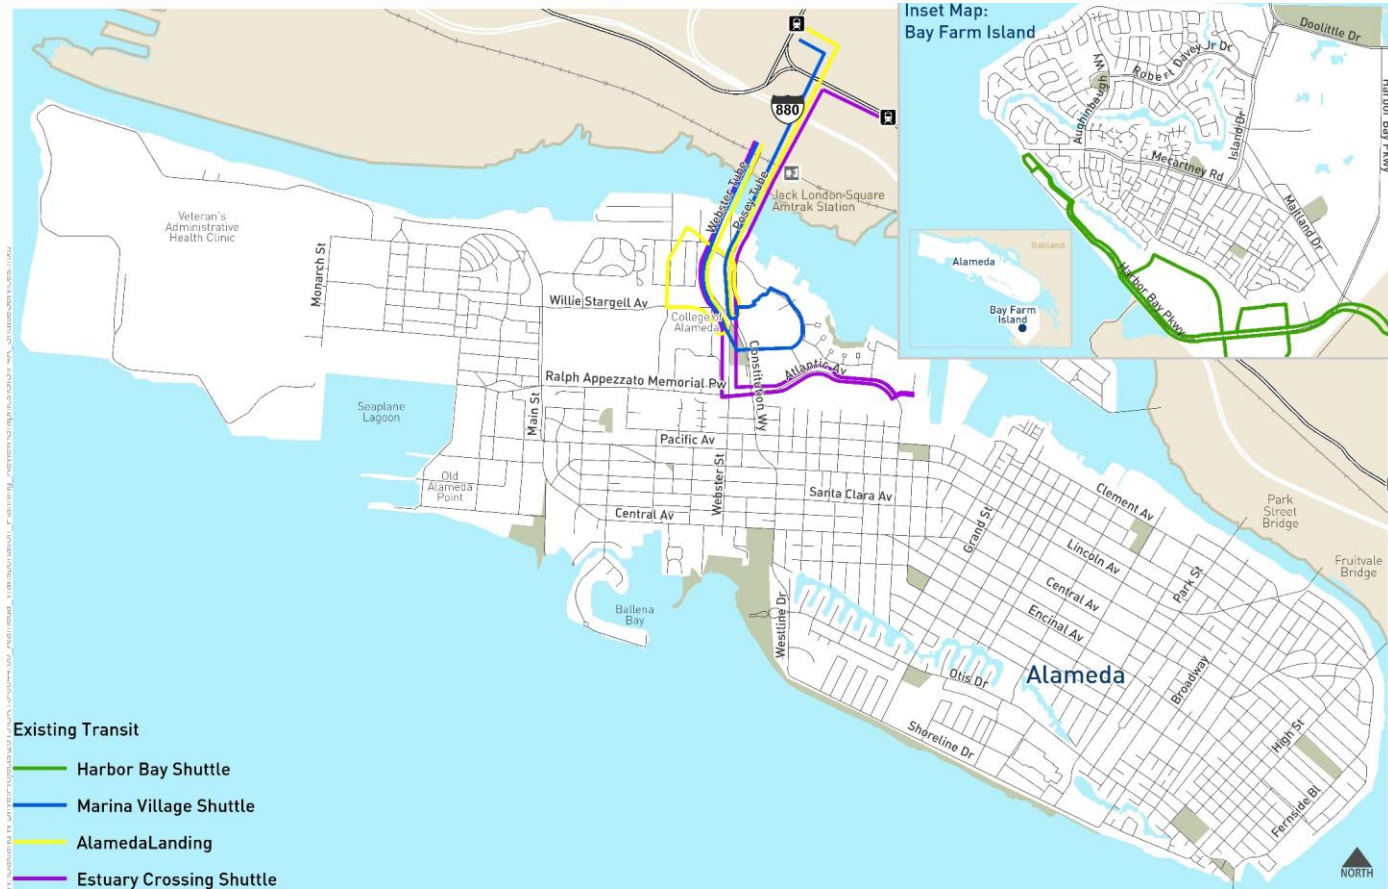 Inset Map:
Bay Farm Island
Doolittle Dr
Robert Davey Jr Dr
Aughinbaugh
Wy
Island Dr
Harbor Bay Pkwy
Mecartney Rd
Maitland Dr
Harbor Bay Pkwy
Oakland
Alameda
Bay Farm
Island
880
Webster Tube
Posey Tube
Jack London Square
Amtrak Station
Veteran's
Administrative
Health Clinic
Monarch St
Willie Stargell Av
College of
Alameda
Constitution Wy
Atlantic Av
Ralph Appezzato Memorial Pw
Seaplane
Lagoon
Main St
Pacific Av
Webster St
Old
Alameda
Point
Santa Clara Av
Central Av
Grand St
Clement Av
Park
Street
Bridge
Lincoln Av
Fruitvale
Bridge
Park St
Central Av
Encinal Av
Ballena
Bay
Westline Dr
Otis Dr
Alameda
Broadway
Shoreline Dr
High St
Fernside Bl
Existing Transit
Harbor Bay Shuttle
Marina Village Shuttle
AlamedaLanding
Estuary Crossing Shuttle
NORTH